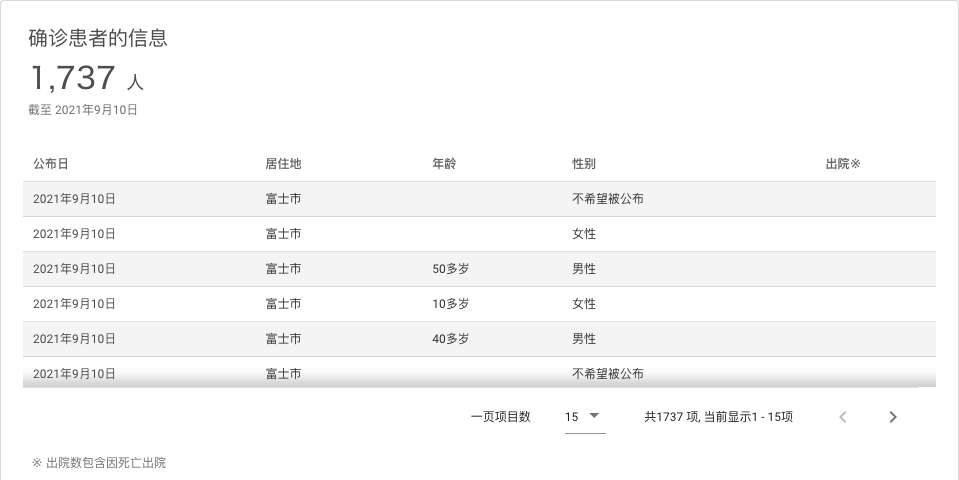 确诊患者的信息
1,737 人
截至 2021年9月10日
公布日 居住地 年龄 性别 出院※
2021年9月10日 富士市 不希望被公布
2021年9月10日 富士市 女性
2021年9月10日 富士市 50多岁 男性
2021年9月10日 富士市 10多岁 女性
2021年9月10日 富士市 40多岁 男性
2021年9月10日 富士市 不希望被公布
一页项目数 15 共1737 项, 当前显示1 - 15项
※ 出院数包含因死亡出院